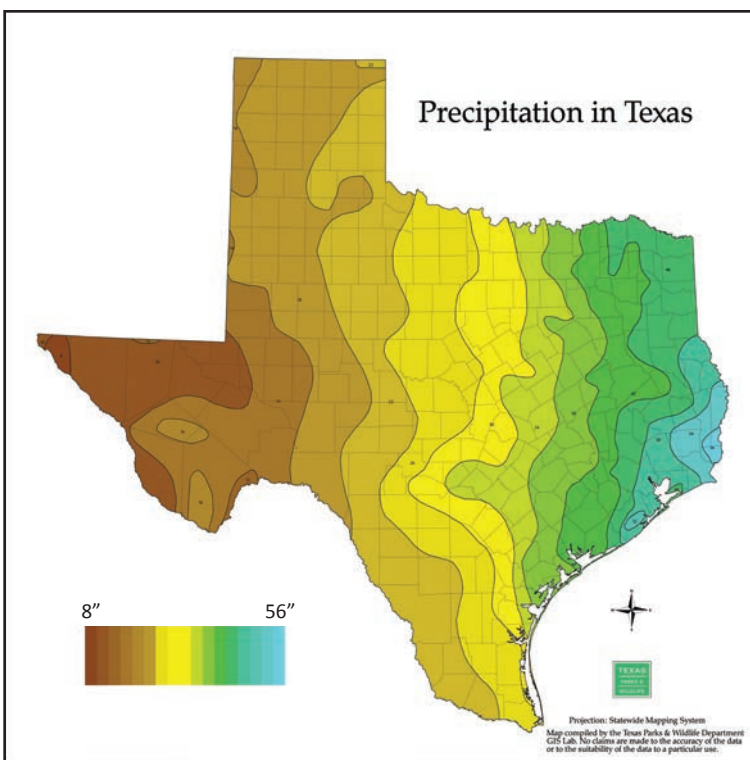 Precipitation in Texas
8” 56”
TEXAS
PARKS &
WILDLIFE
Projection: Statewide Mapping System
Map compiled by the Texas Parks & Wildlife Department
GIS Lab. No claims are made to the accuracy of the data
or to the suitability of the data to a particular use.